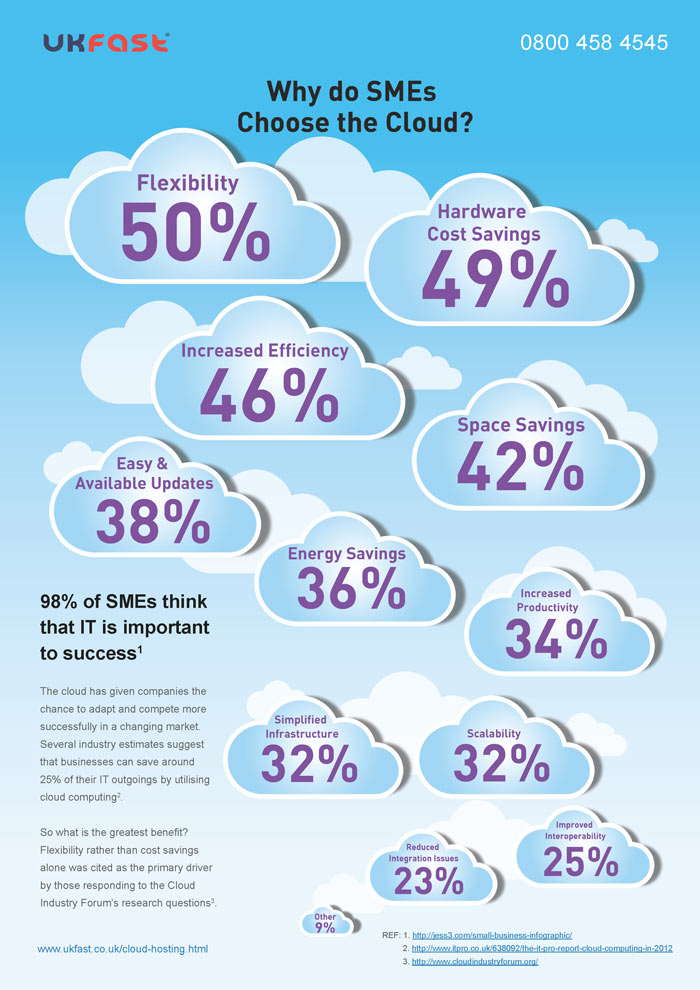 UKFAST®
0800 458 4545
Why do SMEs
Choose the Cloud?
Flexibility
50%
Hardware
Cost Savings
49%
Increased Efficiency
46%
Space Savings
42%
Easy &
Available Updates
38%
Energy Savings
36%
Increased
Productivity
34%
98% of SMEs think
that IT is important
to success¹
The cloud has given companies the
chance to adapt and compete more
successfully in a changing market.
Several industry estimates suggest
that businesses can save around
25% of their IT outgoings by utilising
cloud computing².
So what is the greatest benefit?
Flexibility rather than cost savings
alone was cited as the primary driver
by those responding to the Cloud
Industry Forum's research questions³.
Simplified
Infrastructure
32%
Scalability
32%
Improved
Interoperability
25%
Reduced
Integration Issues
23%
Other
9%
www.ukfast.co.uk/cloud-hosting.html
REF: 1. http://jess3.com/small-business-infographic/
2. http://www.itpro.co.uk/638092/the-it-pro-report-cloud-computing-in-2012
3. http://www.cloudindustryforum.org/